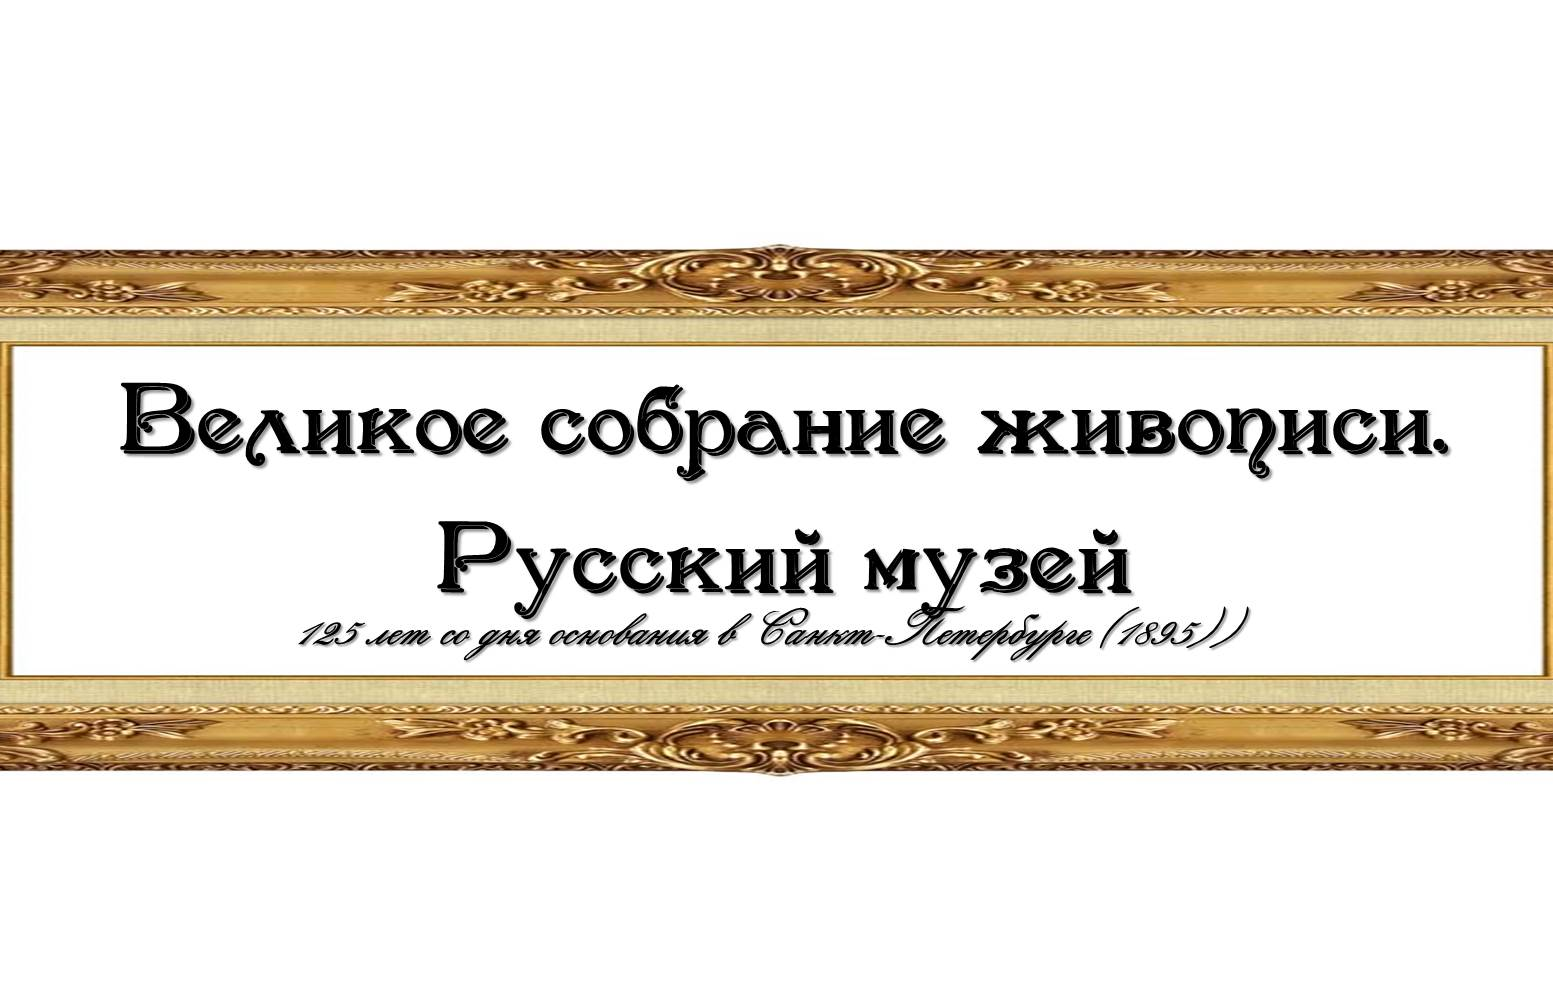 Великое собрание живописи.
Русский музей
125 лет со дня основания в Санкт-Петербурге (1895))